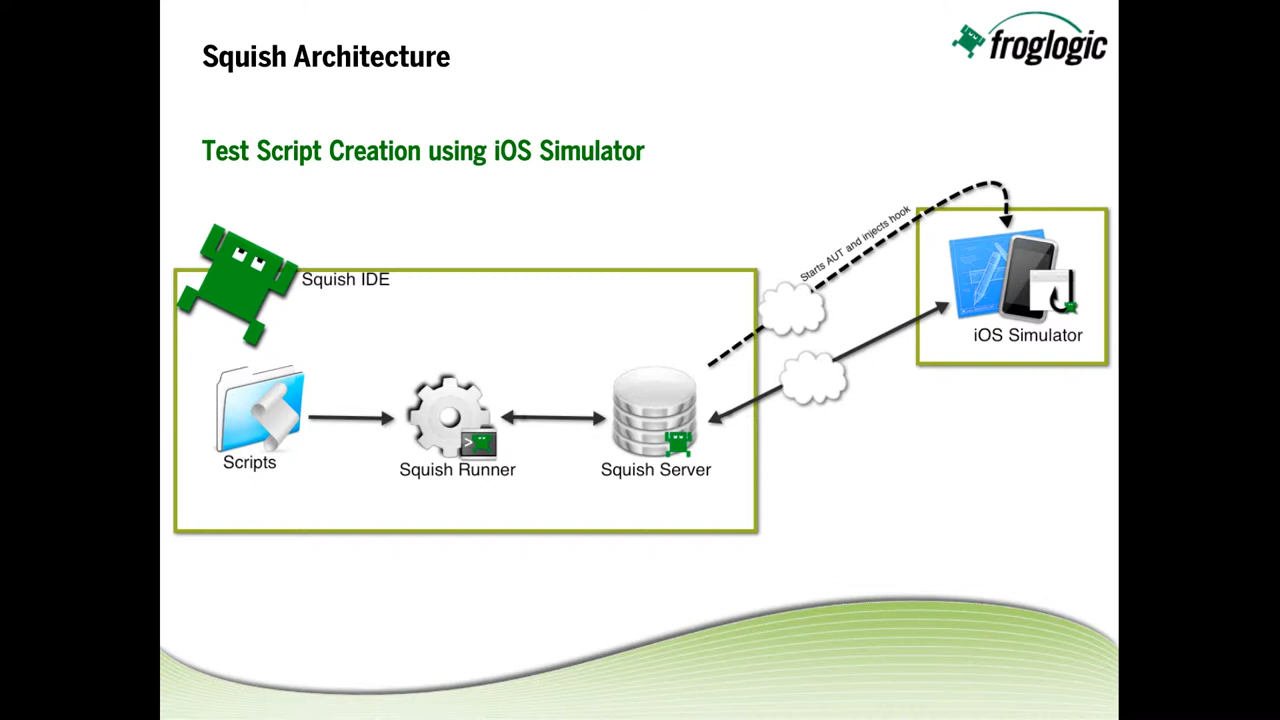 Squish Architecture
froglogic
Test Script Creation using iOS Simulator
Starts AUT and injects hook
Squish IDE
iOS Simulator
Scripts
Squish Runner
>
Squish Server